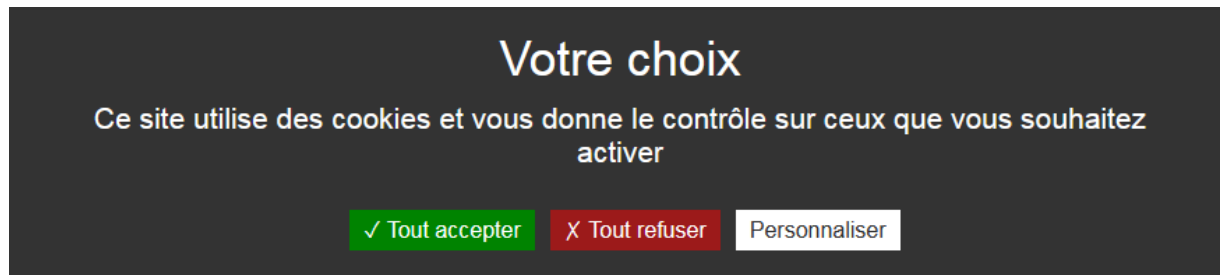 Votre choix
Ce site utilise des cookies et vous donne le contrôle sur ceux que vous souhaitez
activer
✓ Tout accepter ✗ Tout refuser Personnaliser